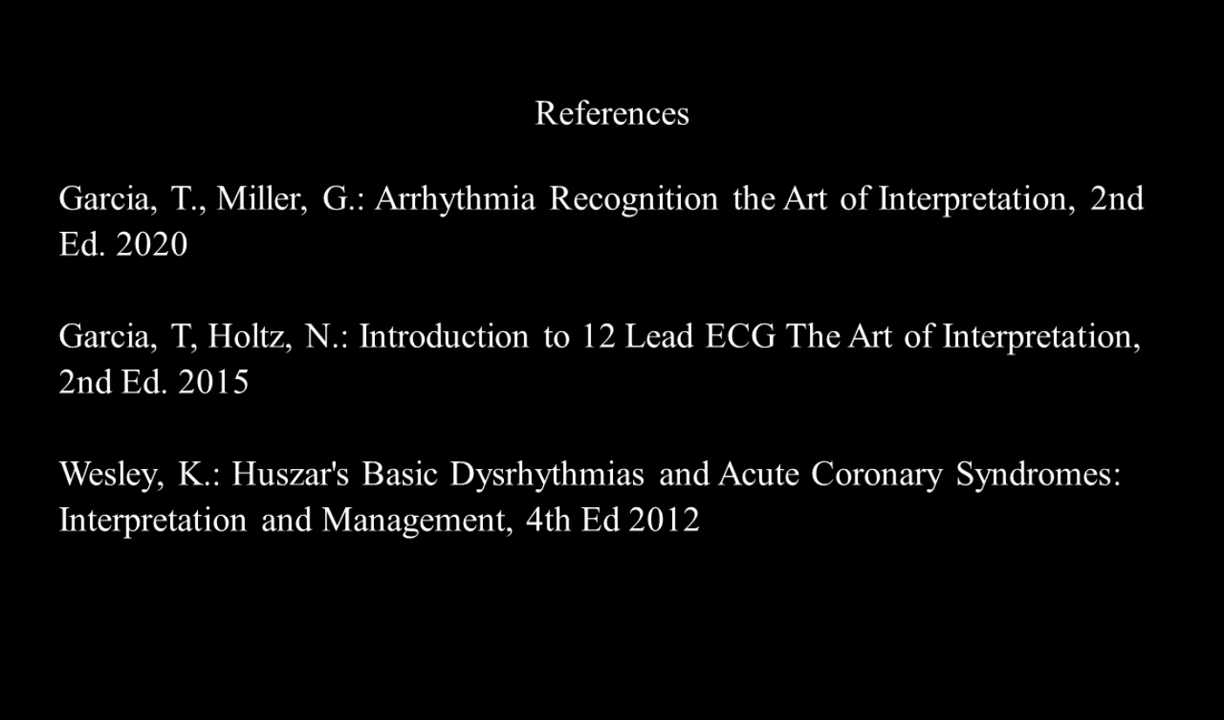 References
Garcia, T., Miller, G.: Arrhythmia Recognition the Art of Interpretation, 2nd
Ed. 2020
Garcia, T, Holtz, N.: Introduction to 12 Lead ECG The Art of Interpretation,
2nd Ed. 2015
Wesley, K.: Huszar's Basic Dysrhythmias and Acute Coronary Syndromes:
Interpretation and Management, 4th Ed 2012